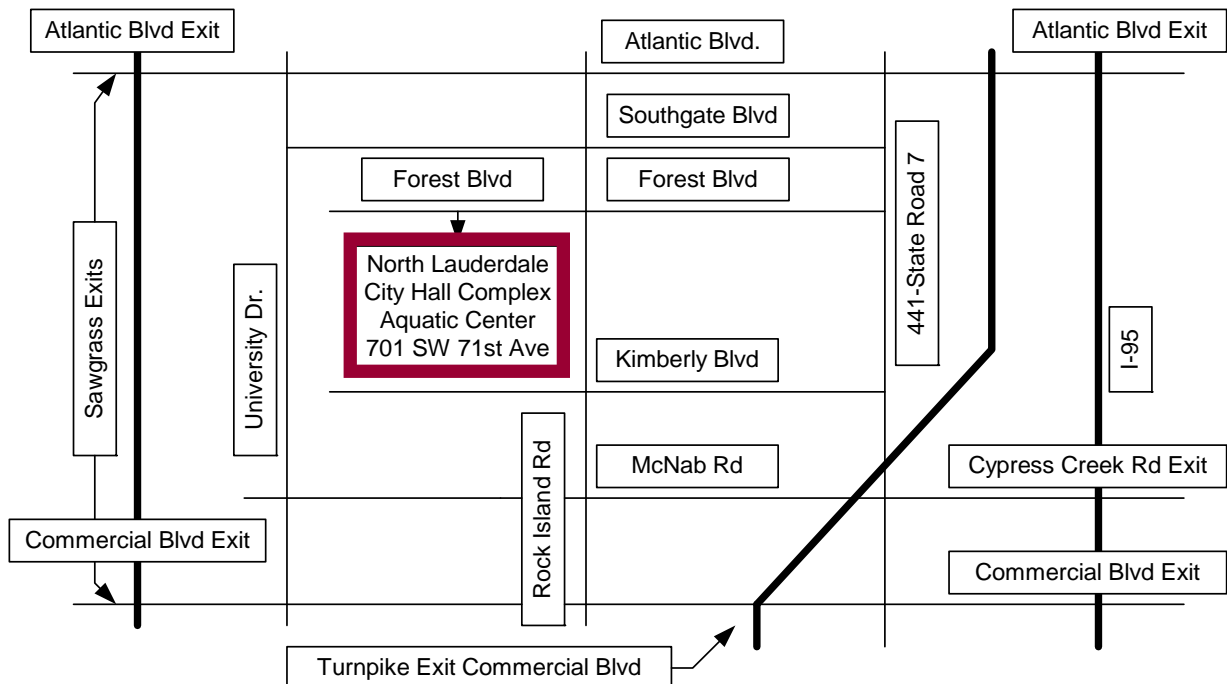 Atlantic Blvd Exit
Atlantic Blvd.
Atlantic Blvd Exit
Southgate Blvd
Forest Blvd
Forest Blvd
441-State Road 7
Sawgrass Exits
University Dr.
North Lauderdale
City Hall Complex
Aquatic Center
701 SW 71st Ave
Kimberly Blvd
I-95
Rock Island Rd
McNab Rd
Cypress Creek Rd Exit
Commercial Blvd Exit
Commercial Blvd Exit
Turnpike Exit Commercial Blvd